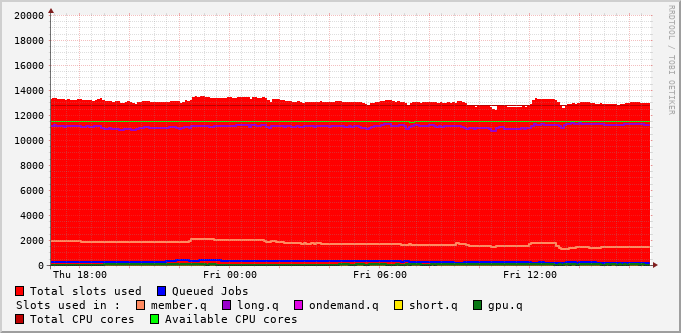 20000
18000
16000
14000
12000
10000
8000
6000
4000
2000
0
Thu 18:00 Fri 00:00 Fri 06:00 Fri 12:00
RRDTOOL / TOBI OETIKER
Total slots used Queued Jobs
Slots used in : member.q long.q ondemand.q short.q gpu.q
Total CPU cores Available CPU cores